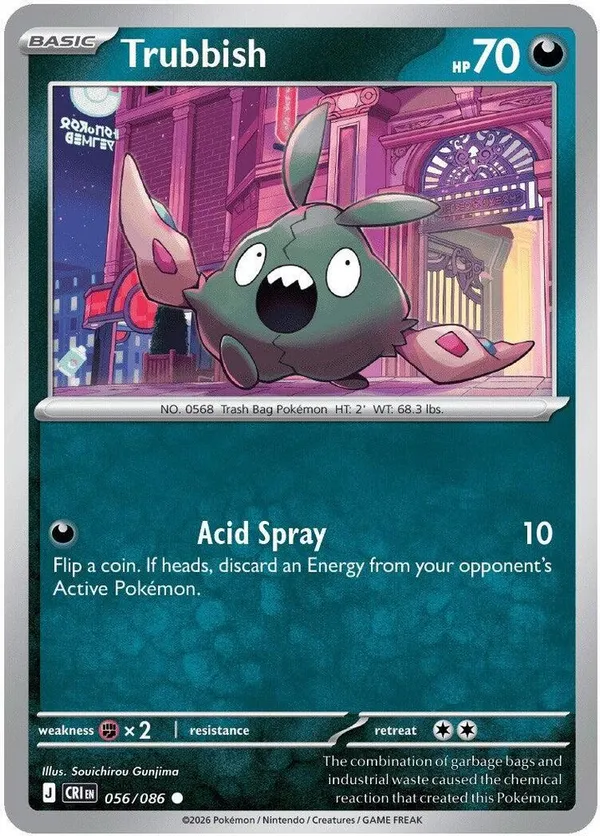 BASIC
Trubbish
HP 70
NO. 0568 Trash Bag Pokémon HT: 2' WT: 68.3 lbs.
Acid Spray 10
Flip a coin. If heads, discard an Energy from your opponent's
Active Pokémon.
weakness ×2 resistance retreat
Illus. Souichirou Gunjima
The combination of garbage bags and
industrial waste caused the chemical
reaction that created this Pokémon.
J CRI EN 056/086
©2026 Pokémon / Nintendo / Creatures / GAME FREAK